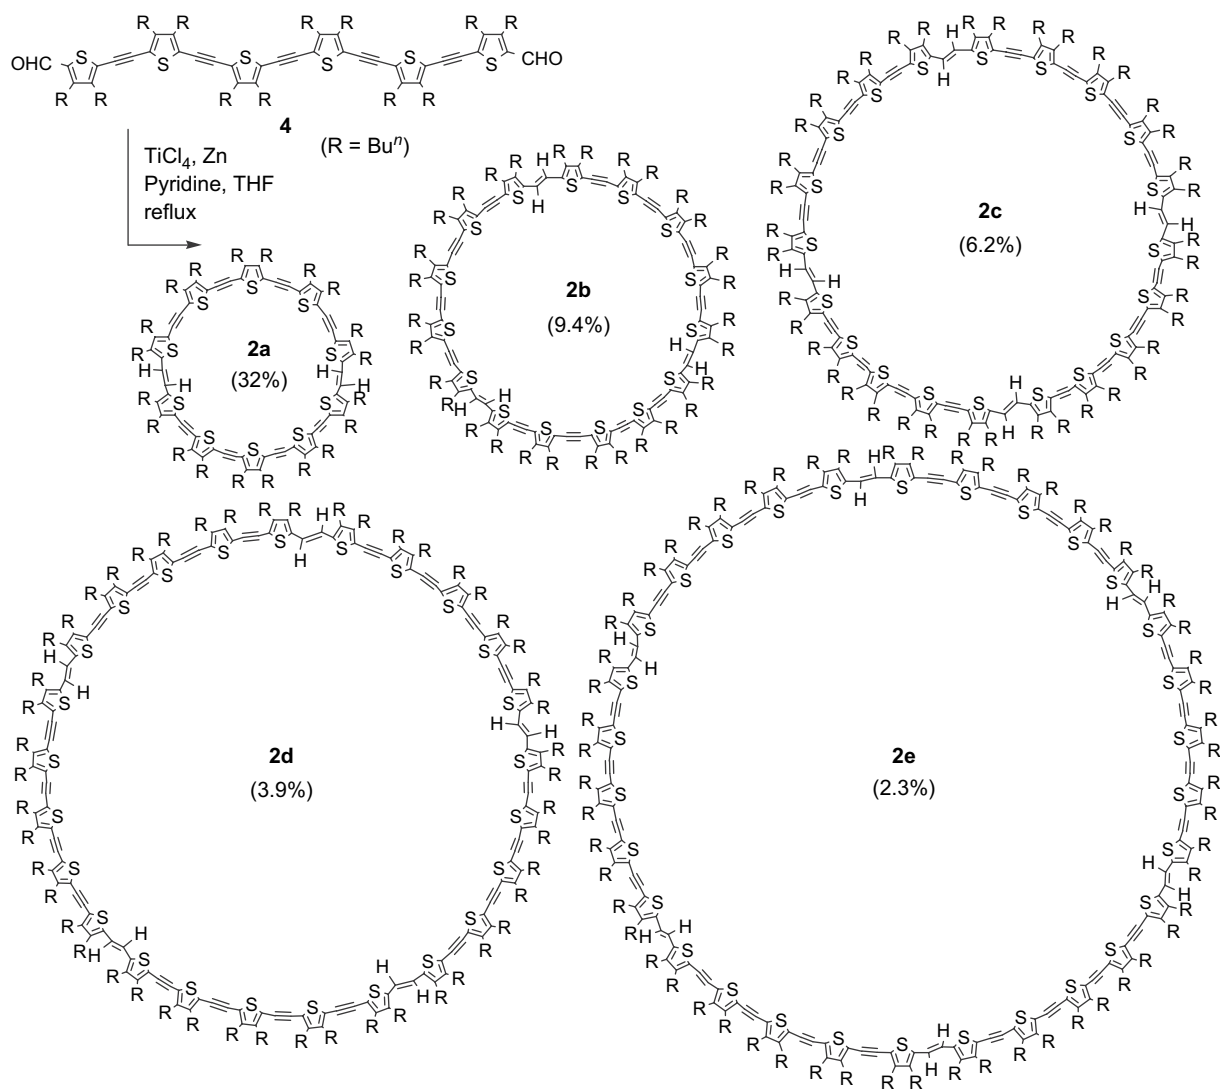 R R R R R R
OHC S S S S S S CHO
R R R R R R
4
(R = Buⁿ)
TiCl₄, Zn
Pyridine, THF
reflux
2a
(32%)
2b
(9.4%)
2c
(6.2%)
2d
(3.9%)
2e
(2.3%)